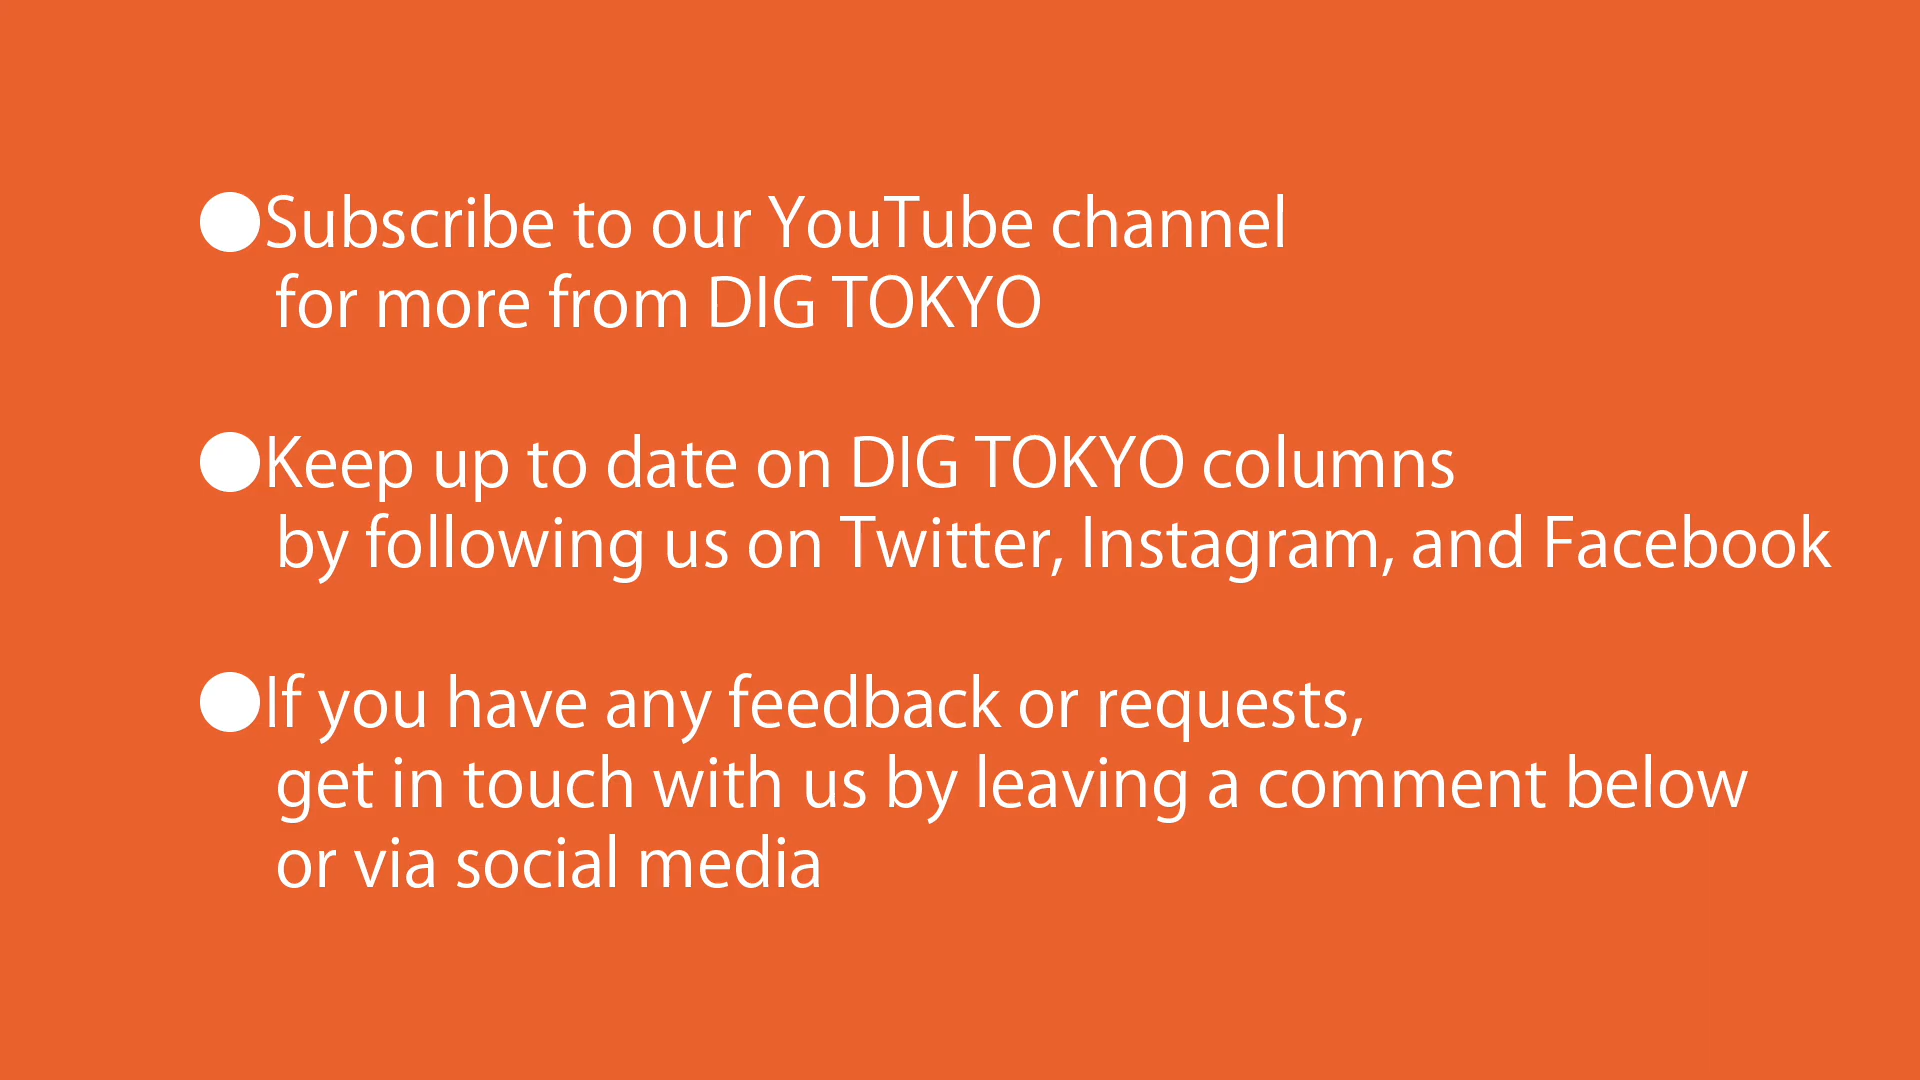 ●Subscribe to our YouTube channel
for more from DIG TOKYO
●Keep up to date on DIG TOKYO columns
by following us on Twitter, Instagram, and Facebook
●If you have any feedback or requests,
get in touch with us by leaving a comment below
or via social media